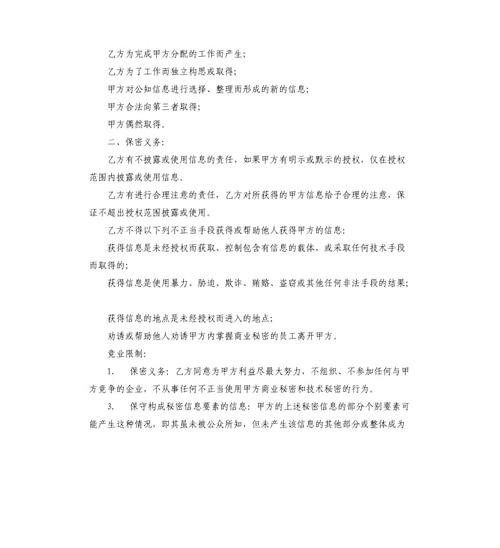 乙方为完成甲方分配的工作而产生;
乙方为了工作而独立构思或取得;
甲方对公知信息进行选择、整理而形成的新的信息;
甲方合法向第三者取得;
甲方偶然取得。
二、保密义务:
乙方有不披露或使用信息的责任, 如果甲方有明示或默示的授权, 仅在授权
范围内披露或使用信息。
乙方有进行合理注意的责任, 乙方对所获得的甲方信息给予合理的注意, 保
证不超出授权范围披露或使用。
乙方不得以下列不正当手段获得或帮助他人获得甲方的信息;
获得信息是未经授权而获取、控制包含有信息的载体, 或采取任何技术手段
而取得的;
获得信息是使用暴力、胁迫、欺诈、贿赂、盗窃或其他任何非法手段的结果;
获得信息的地点是未经授权而进入的地点;
劝诱或帮助他人劝诱甲方内掌握商业秘密的员工离开甲方。
竞业限制:
1. 保密义务: 乙方同意为甲方利益尽最大努力, 不组织、不参加任何与甲
方竞争的企业, 不从事任何不正当使用甲方商业秘密和技术秘密的行为。
3. 保守构成秘密信息要素的信息: 甲方的上述秘密信息的部分个别要素可
能产生这种情况, 即其虽未被公众所知, 但未产生该信息的其他部分或整体成为